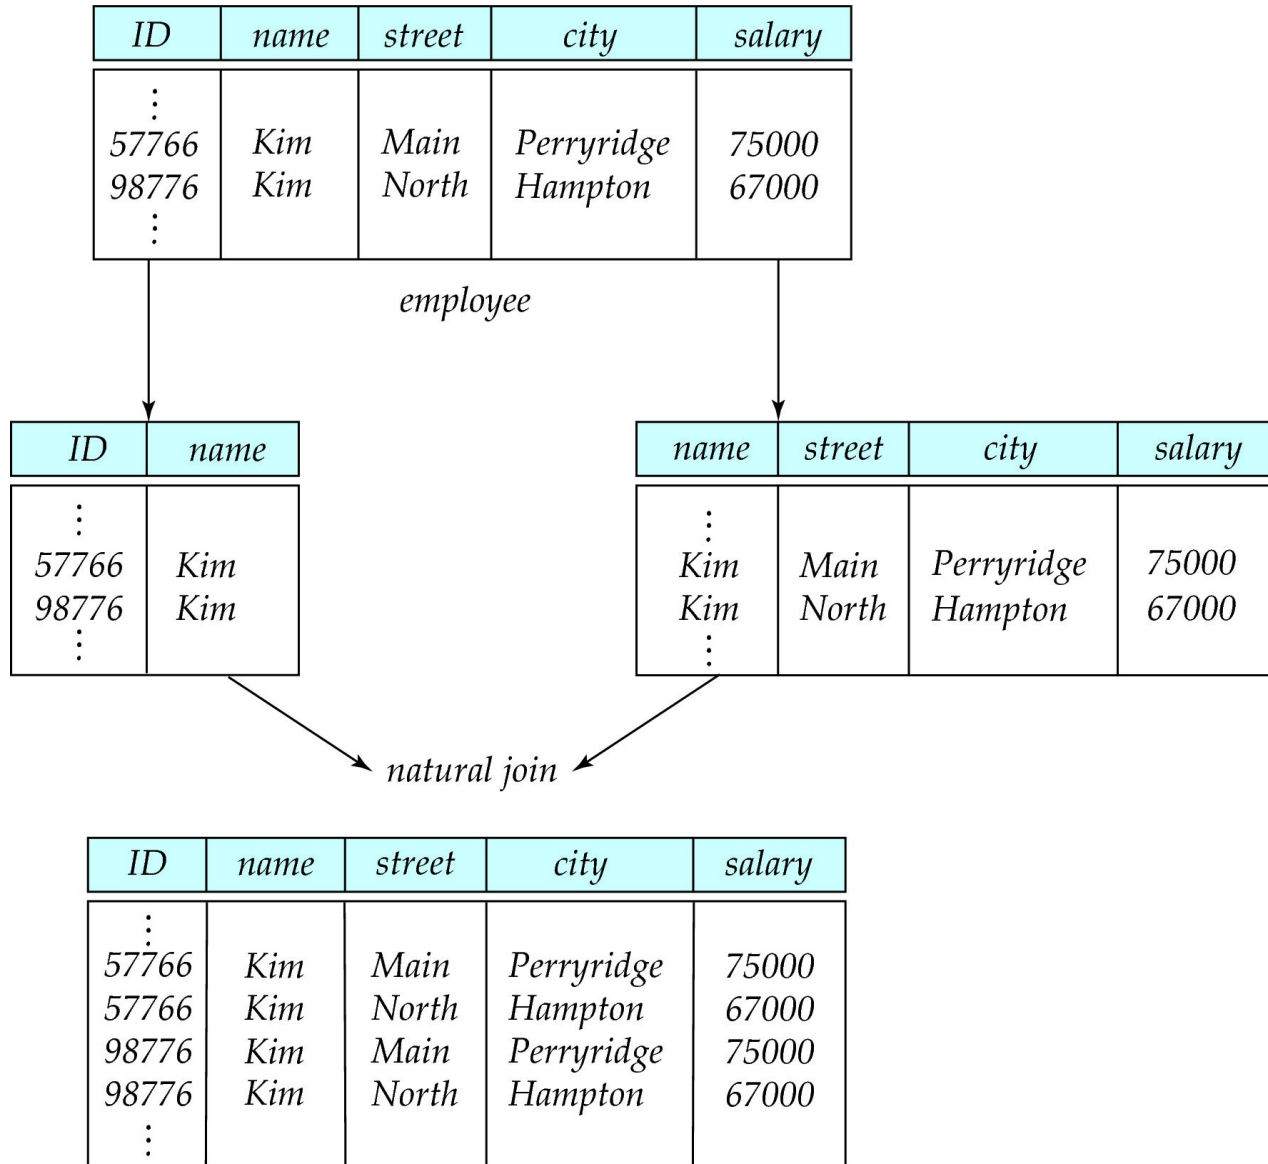 ID name street city salary
⋮
57766 Kim Main Perryridge 75000
98776 Kim North Hampton 67000
⋮
employee
ID name
⋮
57766 Kim
98776 Kim
⋮
name street city salary
⋮
Kim Main Perryridge 75000
Kim North Hampton 67000
⋮
natural join
ID name street city salary
⋮
57766 Kim Main Perryridge 75000
57766 Kim North Hampton 67000
98776 Kim Main Perryridge 75000
98776 Kim North Hampton 67000
⋮